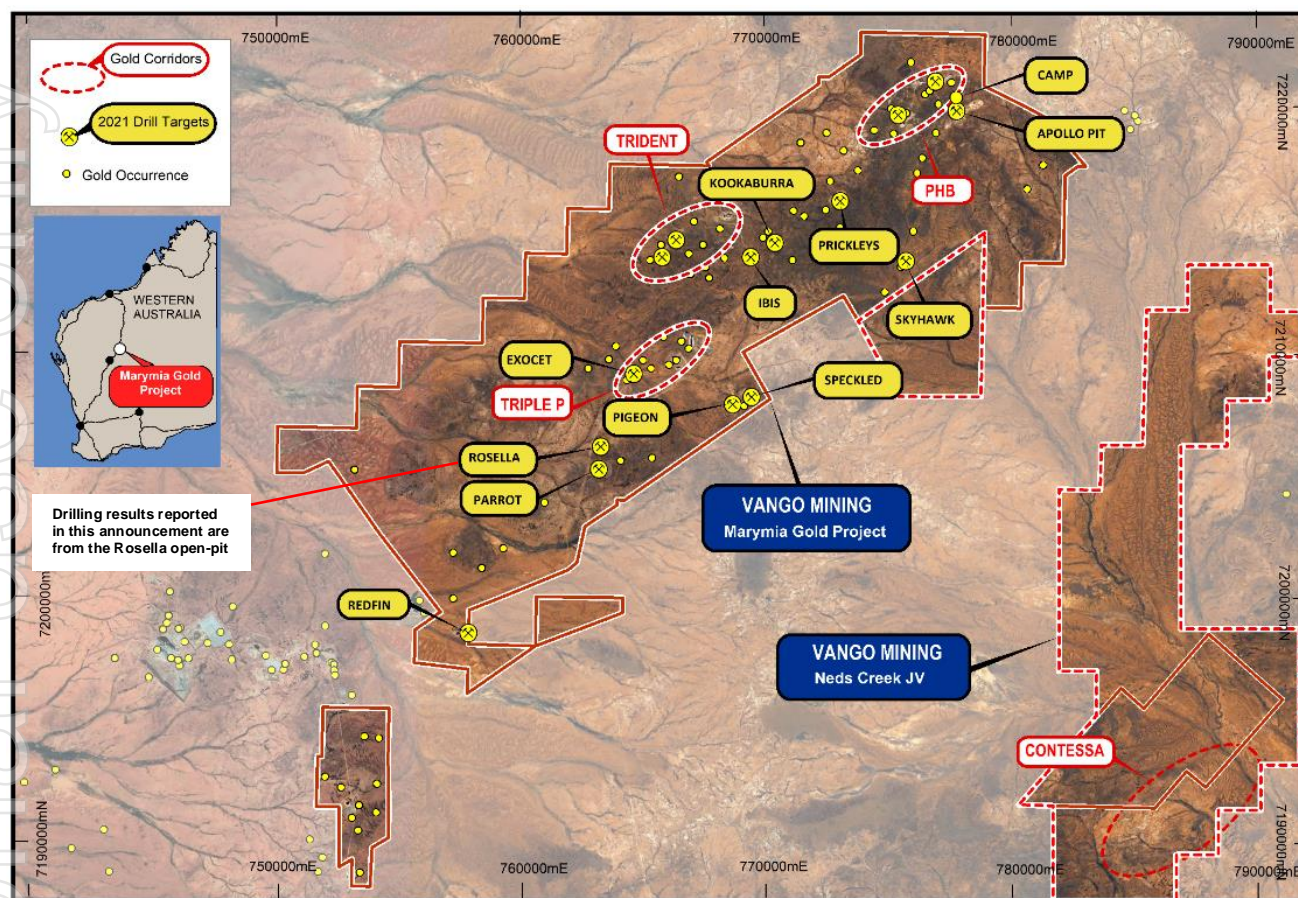 750000mE
760000mE
770000mE
780000mE
790000mE
Gold Corridors
2021 Drill Targets
Gold Occurrence
WESTERN
AUSTRALIA
Marymia Gold
Project
CAMP
7220000mN
APOLLO PIT
TRIDENT
KOOKABURRA
PHB
PRICKLEYS
IBIS
SKYHAWK
7210000mN
EXOCET
SPECKLED
TRIPLE P
PIGEON
ROSELLA
PARROT
Drilling results reported
in this announcement are
from the Rosella open-pit
VANGO MINING
Marymia Gold Project
7200000mN
7200000mN
REDFIN
VANGO MINING
Neds Creek JV
CONTESSA
7190000mN
7190000mN
750000mE
760000mE
770000mE
780000mE
790000mE